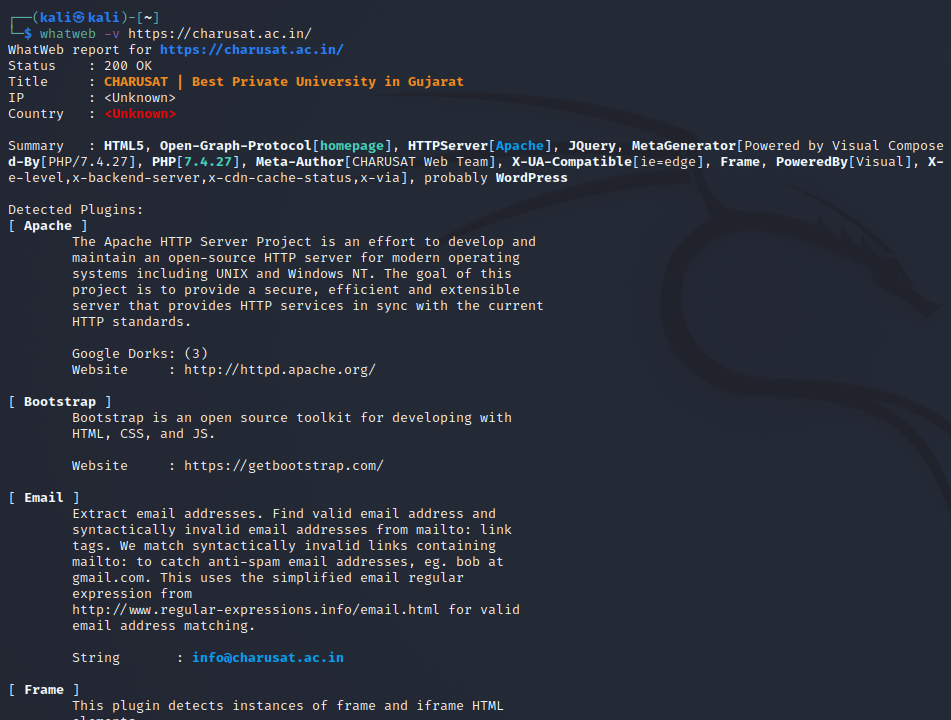 ┌──(kali㉿kali)-[~]
└─$ whatweb -v https://charusat.ac.in/
WhatWeb report for https://charusat.ac.in/
Status    : 200 OK
Title     : CHARUSAT | Best Private University in Gujarat
IP        : <Unknown>
Country   : <Unknown>
Summary   : HTML5, Open-Graph-Protocol[homepage], HTTPServer[Apache], JQuery, MetaGenerator[Powered by Visual Compose
d-By[PHP/7.4.27], PHP[7.4.27], Meta-Author[CHARUSAT Web Team], X-UA-Compatible[ie=edge], Frame, PoweredBy[Visual], X-
e-level,x-backend-server,x-cdn-cache-status,x-via], probably WordPress
Detected Plugins:
[ Apache ]
The Apache HTTP Server Project is an effort to develop and
maintain an open-source HTTP server for modern operating
systems including UNIX and Windows NT. The goal of this
project is to provide a secure, efficient and extensible
server that provides HTTP services in sync with the current
HTTP standards.
Google Dorks: (3)
Website     : http://httpd.apache.org/
[ Bootstrap ]
Bootstrap is an open source toolkit for developing with
HTML, CSS, and JS.
Website     : https://getbootstrap.com/
[ Email ]
Extract email addresses. Find valid email address and
syntactically invalid email addresses from mailto: link
tags. We match syntactically invalid links containing
mailto: to catch anti-spam email addresses, eg. bob at
gmail.com. This uses the simplified email regular
expression from
http://www.regular-expressions.info/email.html for valid
email address matching.
String       : info@charusat.ac.in
[ Frame ]
This plugin detects instances of frame and iframe HTML
elements.